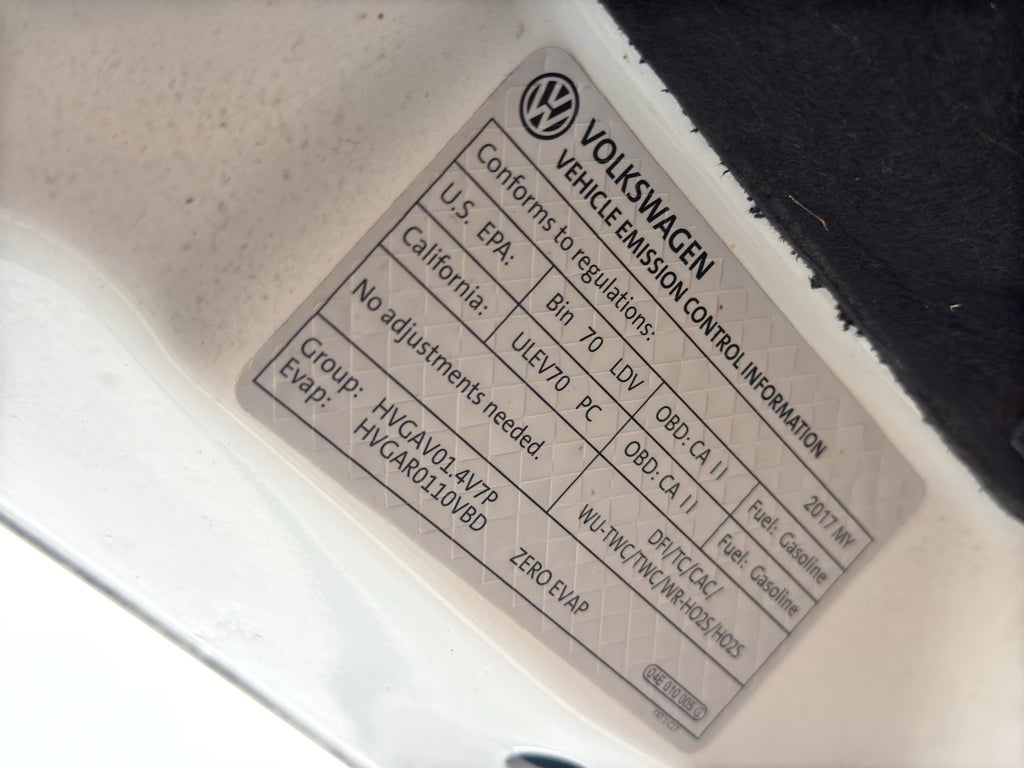 VOLKSWAGEN
VEHICLE EMISSION CONTROL INFORMATION
Conforms to regulations: 2017 MY
U.S. EPA: Bin 70 LDV OBD: CA II Fuel: Gasoline
California: ULEV70 PC OBD: CA II Fuel: Gasoline
No adjustments needed. DFI/TC/CAC/
WU-TWC/TWC/WR-HO2S/HO2S
Group: HVGAV01.4V7P
Evap: HVGAR0110VBD ZERO EVAP
04E 010 005 G